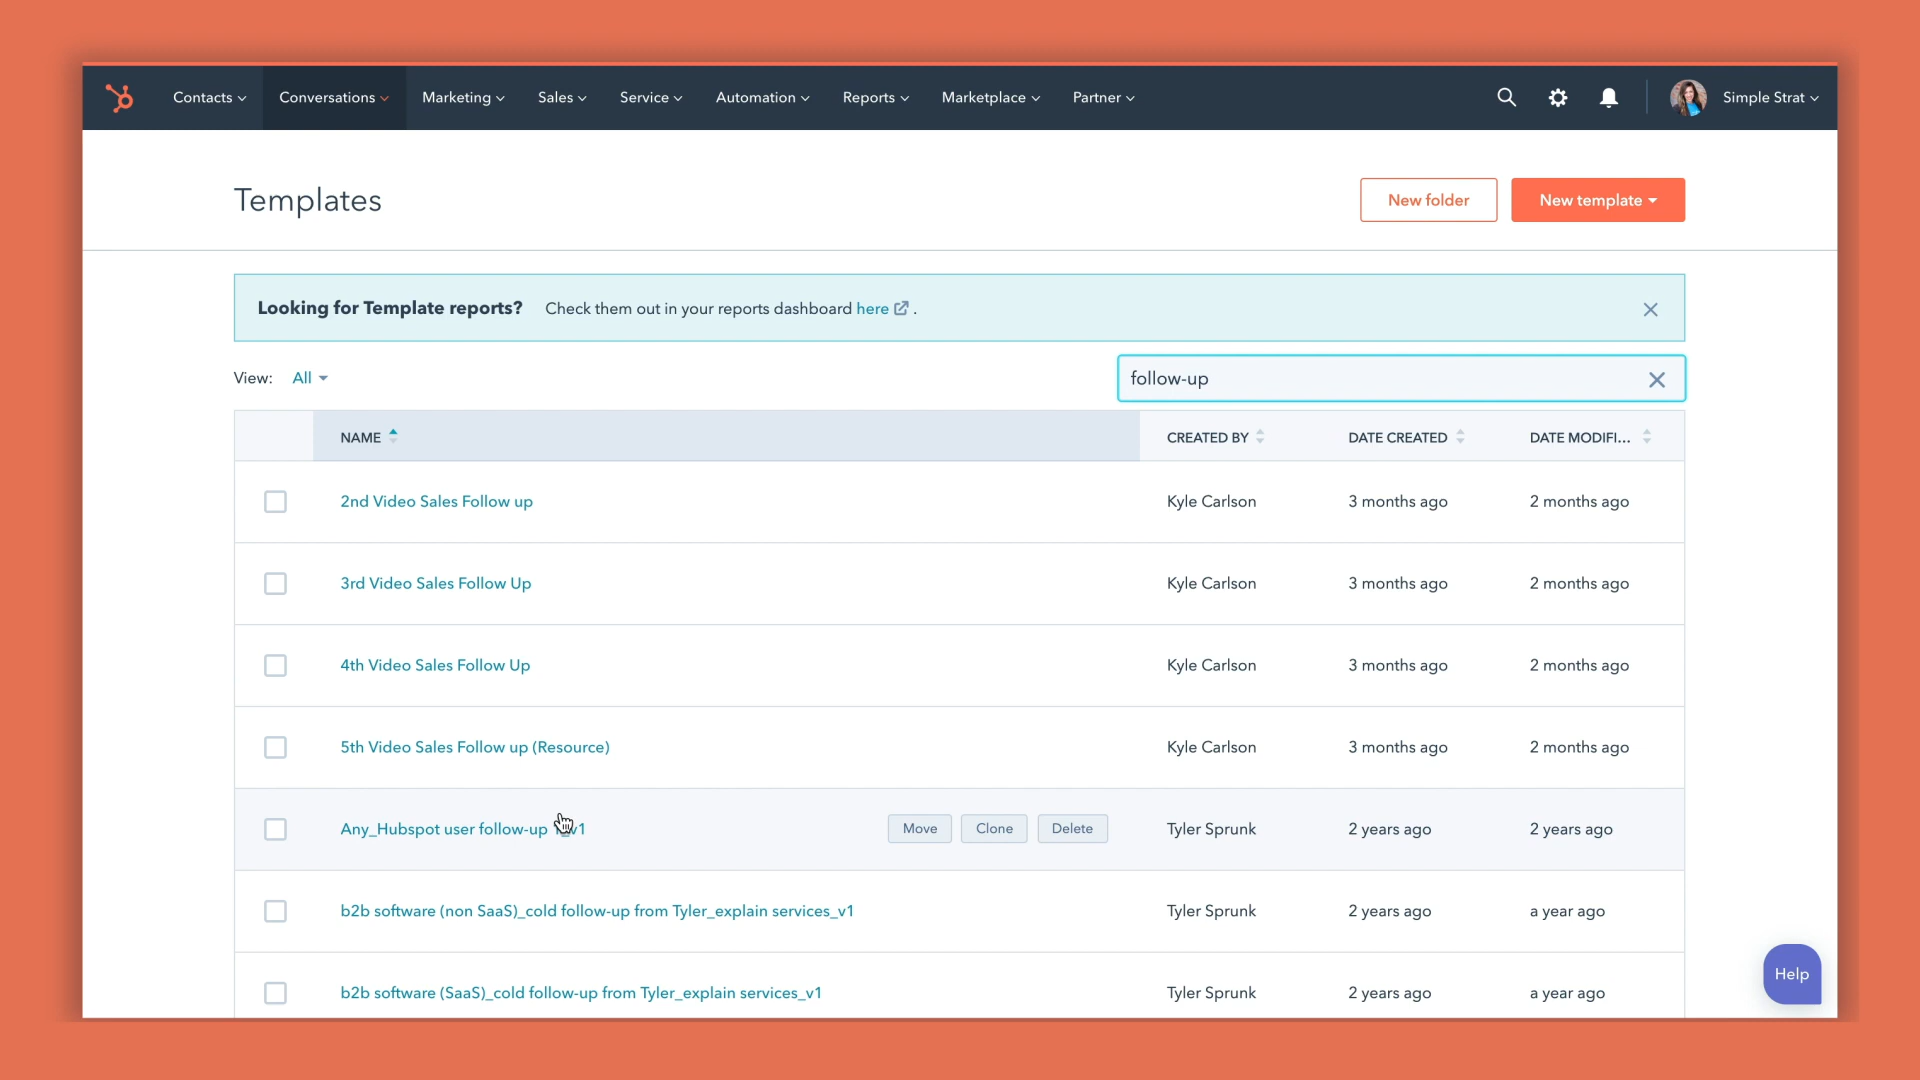 Contacts Conversations Marketing Sales Service Automation Reports Marketplace Partner Simple Strat
Templates
New folder New template
Looking for Template reports? Check them out in your reports dashboard here .
View: All follow-up
NAME CREATED BY DATE CREATED DATE MODIFI...
2nd Video Sales Follow up Kyle Carlson 3 months ago 2 months ago
3rd Video Sales Follow Up Kyle Carlson 3 months ago 2 months ago
4th Video Sales Follow Up Kyle Carlson 3 months ago 2 months ago
5th Video Sales Follow up (Resource) Kyle Carlson 3 months ago 2 months ago
Any_Hubspot user follow-up Move Clone Delete Tyler Sprunk 2 years ago 2 years ago
b2b software (non SaaS)_cold follow-up from Tyler_explain services_v1 Tyler Sprunk 2 years ago a year ago
b2b software (SaaS)_cold follow-up from Tyler_explain services_v1 Tyler Sprunk 2 years ago a year ago
Help